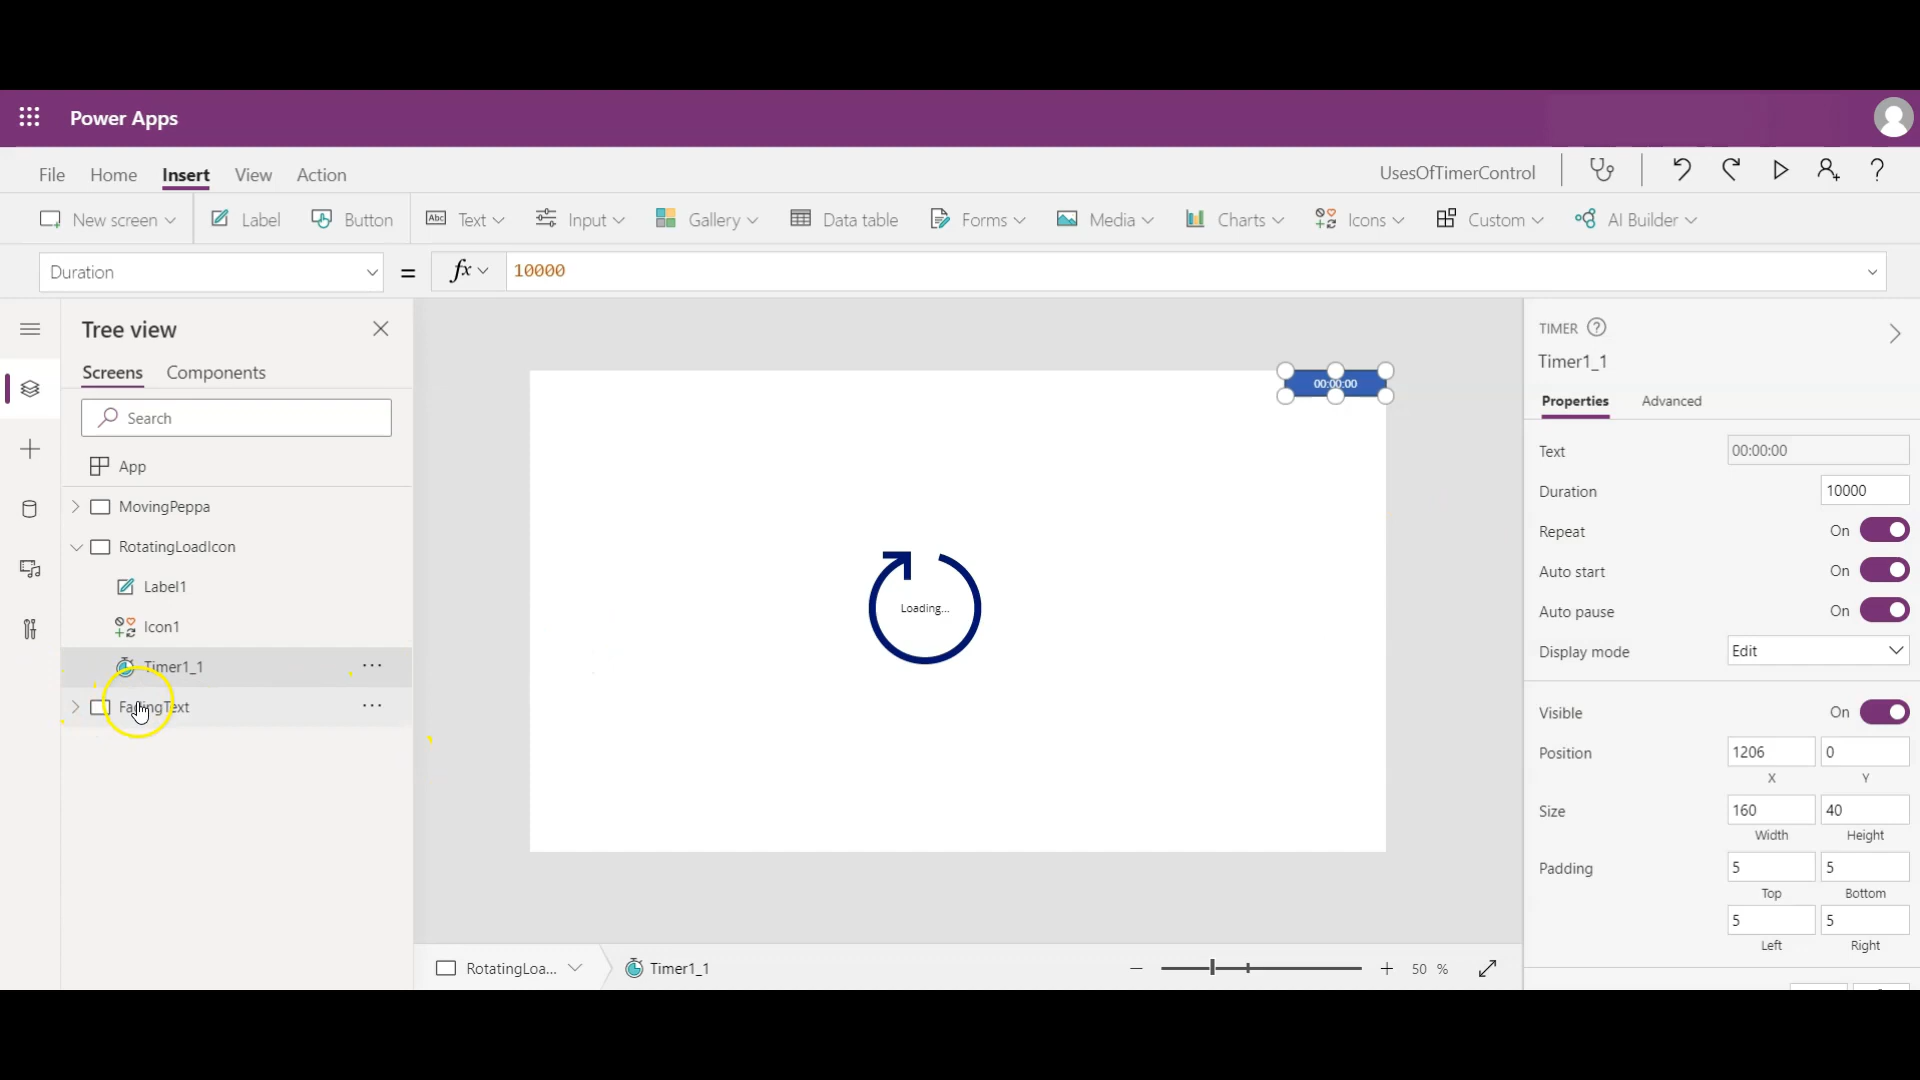 Power Apps
File Home Insert View Action UsesOfTimerControl
New screen Label Button Abc Text Input Gallery Data table Forms Media Charts Icons Custom AI Builder
Duration = fx 10000
Tree view
Screens Components
Search
App
MovingPeppa
RotatingLoadIcon
Label1
Icon1
Timer1_1
FadingText
00:00:00
Loading...
RotatingLoa... Timer1_1 50 %
TIMER
Timer1_1
Properties Advanced
Text 00:00:00
Duration 10000
Repeat On
Auto start On
Auto pause On
Display mode Edit
Visible On
Position 1206 0
X Y
Size 160 40
Width Height
Padding 5 5
Top Bottom
5 5
Left Right